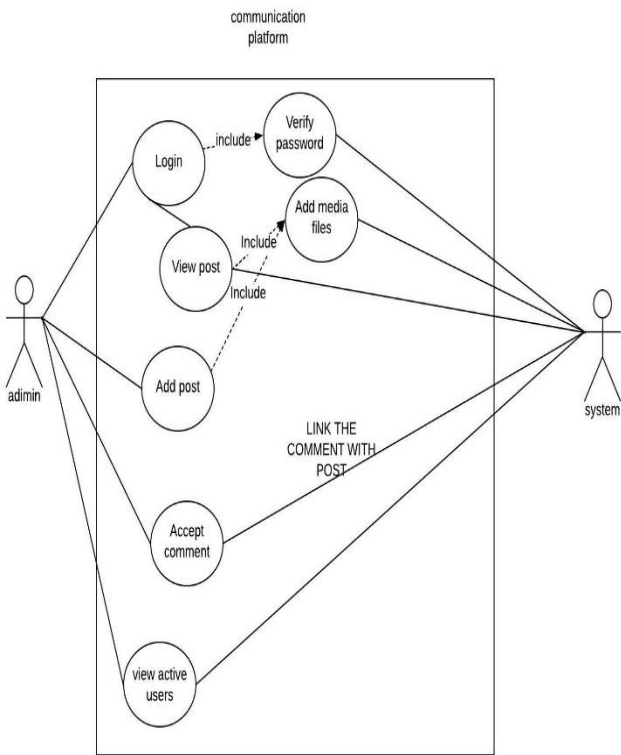 communication
platform
Verify
password
include
Login
Add media
files
Include
View post
Include
adimin
Add post
system
LINK THE
COMMENT WITH
POST
Accept
comment
view active
users